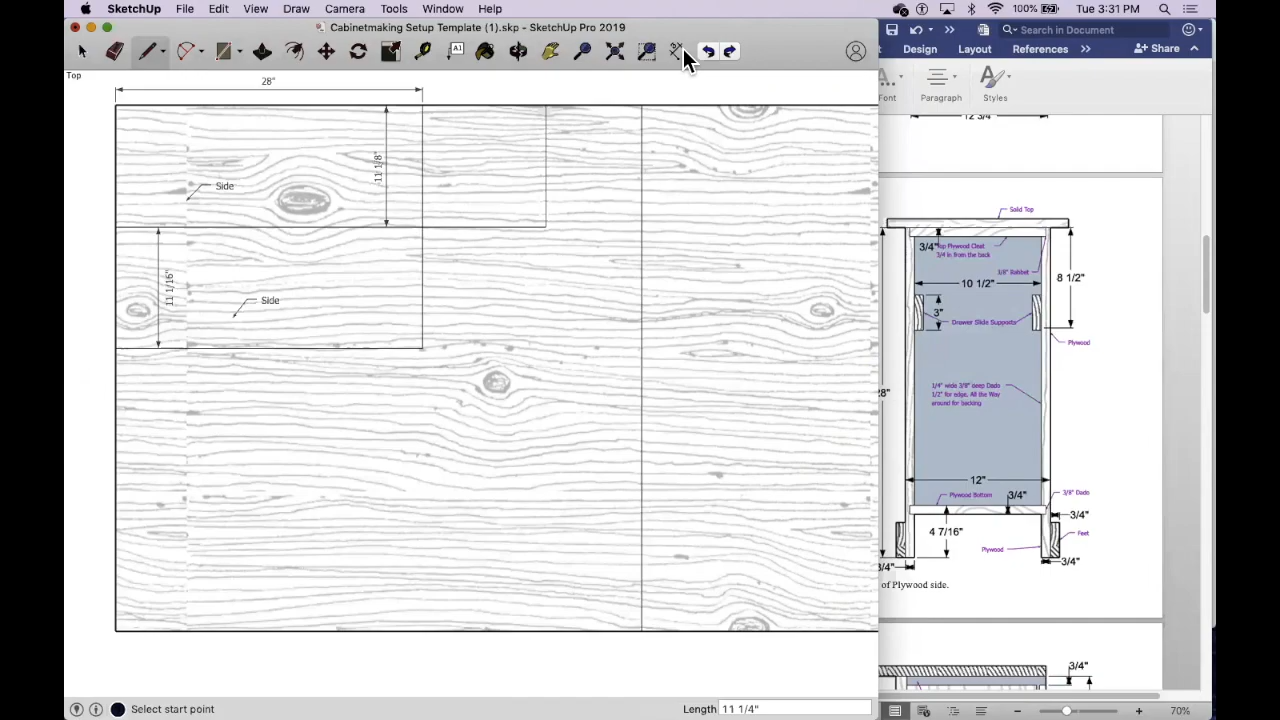 SketchUp File Edit View Draw Camera Tools Window Help
100% Tue 3:31 PM
Cabinetmaking Setup Template (1).skp - SketchUp Pro 2019
A1
Search in Document
Design Layout References Share
Font Paragraph Styles
Top
28"
11 1/8"
Side
11 1/16"
Side
12 3/4"
Solid Top
3/4"
Top Plywood Cleat
3/4 in from the back
3/8" Rabbet
10 1/2"
8 1/2"
3"
Drawer Slide Supports
Plywood
1/4" wide 3/8" deep Dado
1/2" for edge. All the Way
around for backing
28"
12"
Plywood Bottom
3/4"
3/8" Dado
3/4"
4 7/16"
Feet
Plywood
3/4"
3/4"
of Plywood side.
3/4"
Select start point
Length 11 1/4"
70%